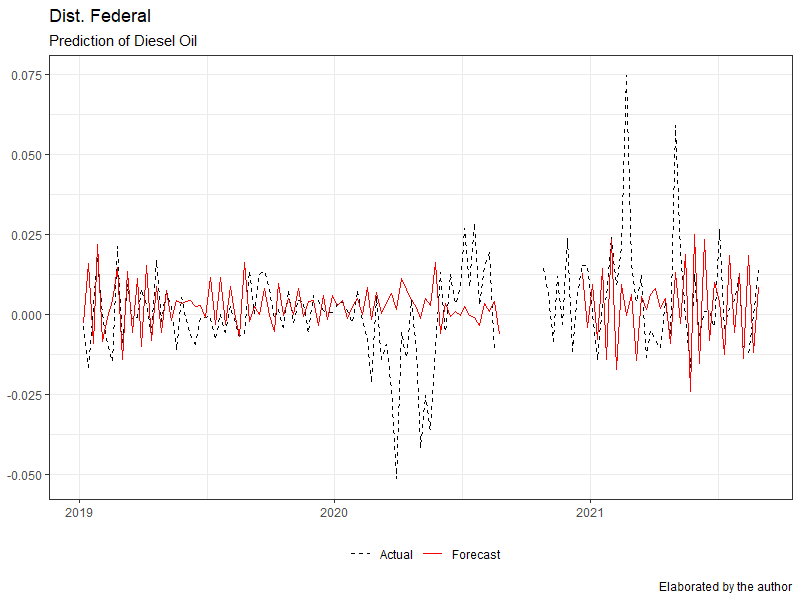 Dist. Federal
Prediction of Diesel Oil
0.075
0.050
0.025
0.000
-0.025
-0.050
2019 2020 2021
Actual Forecast
Elaborated by the author